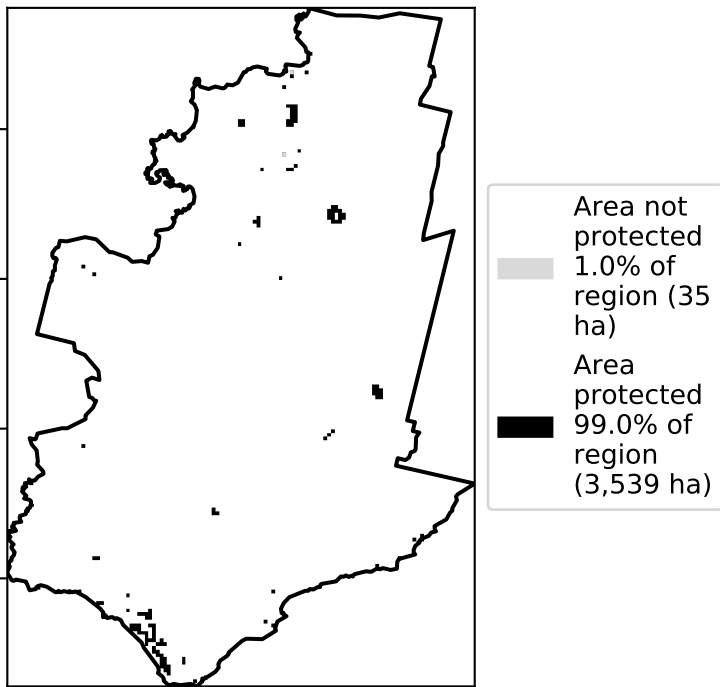 Area not
protected
1.0% of
region (35
ha)
Area
protected
99.0% of
region
(3,539 ha)